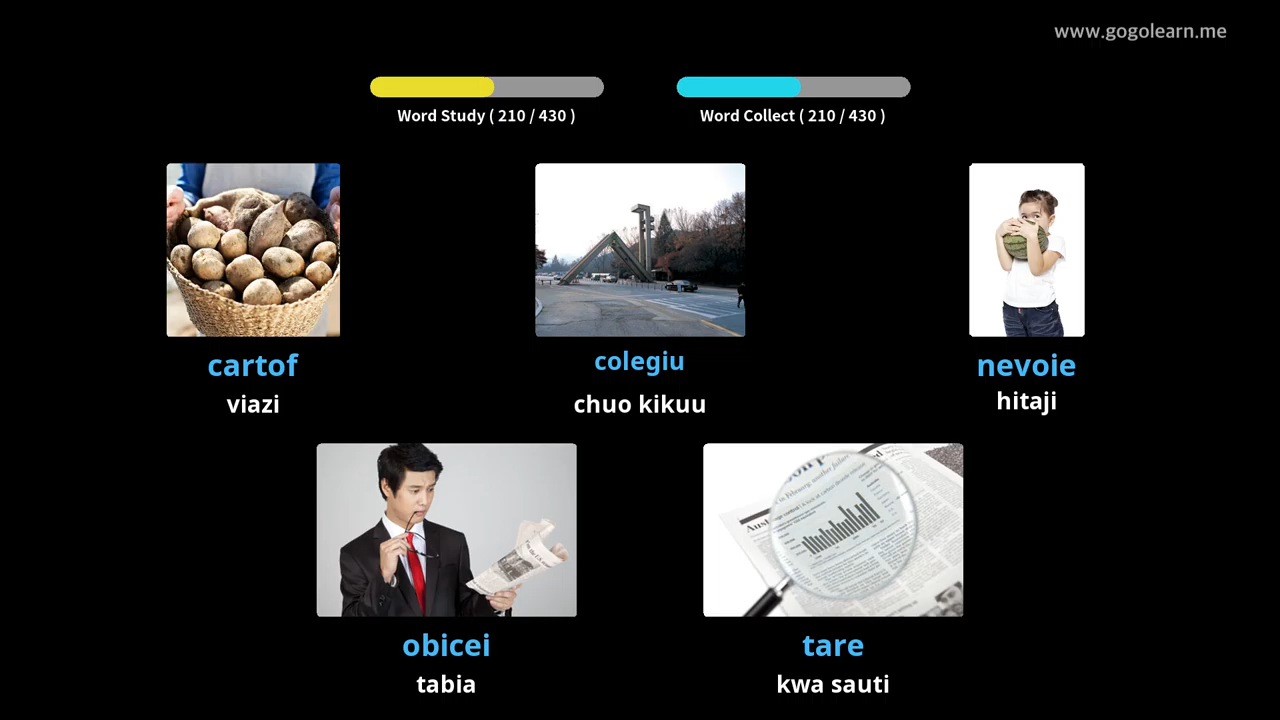 www.gogolearn.me
Word Study ( 210 / 430 )
Word Collect ( 210 / 430 )
cartof
colegiu
nevoie
viazi
chuo kikuu
hitaji
obicei
tare
tabia
kwa sauti